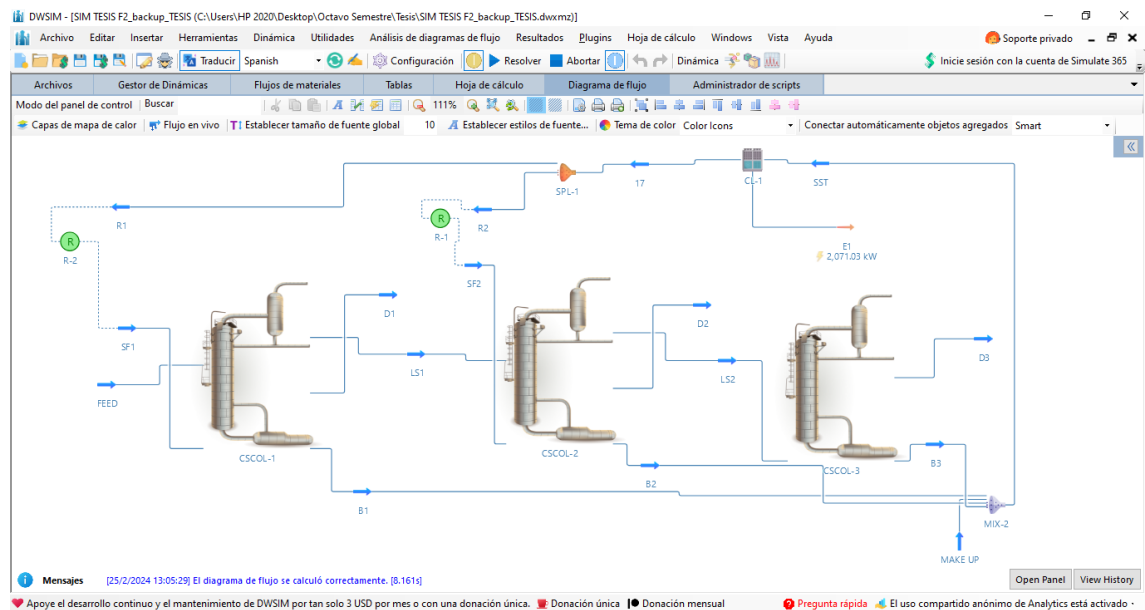 DWSIM - [SIM TESIS F2_backup_TESIS (C:\Users\HP 2020\Desktop\Octavo Semestre\Tesis\SIM TESIS F2_backup_TESIS.dwxmz)]
Archivo Editar Insertar Herramientas Dinámica Utilidades Análisis de diagramas de flujo Resultados Plugins Hoja de cálculo Windows Vista Ayuda Soporte privado
Traducir Spanish Configuración Resolver Abortar Dinámica Inicie sesión con la cuenta de Simulate 365
Archivos Gestor de Dinámicas Flujos de materiales Tablas Hoja de cálculo Diagrama de flujo Administrador de scripts
Modo del panel de control Buscar 111%
Capas de mapa de calor Flujo en vivo Establecer tamaño de fuente global 10 Establecer estilos de fuente... Tema de color Color Icons Conectar automáticamente objetos agregados Smart
SPL-1
17
CL-1
SST
R1
R2
R
R-1
R
R-2
E1
2,071.03 kW
SF2
D1
D2
SF1
LS1
LS2
D3
FEED
CSCOL-1
CSCOL-2
CSCOL-3
B3
B2
B1
MIX-2
MAKE UP
Mensajes [25/2/2024 13:05:29] El diagrama de flujo se calculó correctamente. [8.161s] Open Panel View History
Apoye el desarrollo continuo y el mantenimiento de DWSIM por tan solo 3 USD por mes o con una donación única. Donación única Donación mensual Pregunta rápida El uso compartido anónimo de Analytics está activado